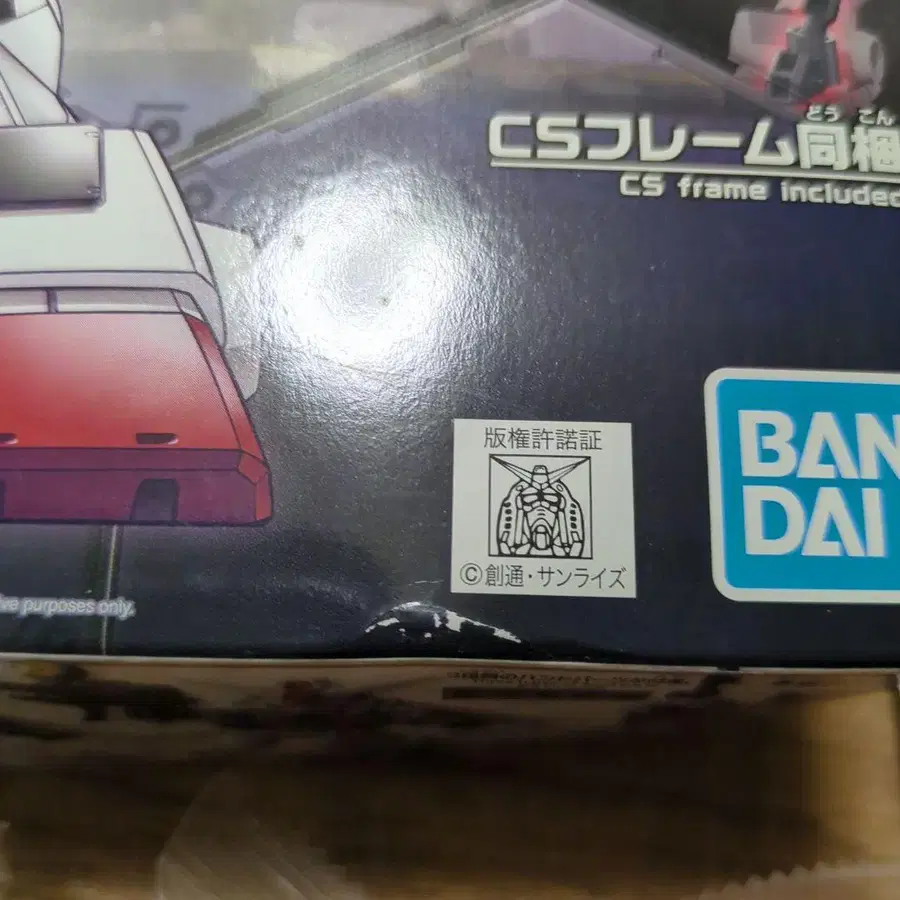 どう こん
CSフレーム同梱
CS frame included
版権許諾証
©創通・サンライズ
BAN
DAI
ive purposes only.